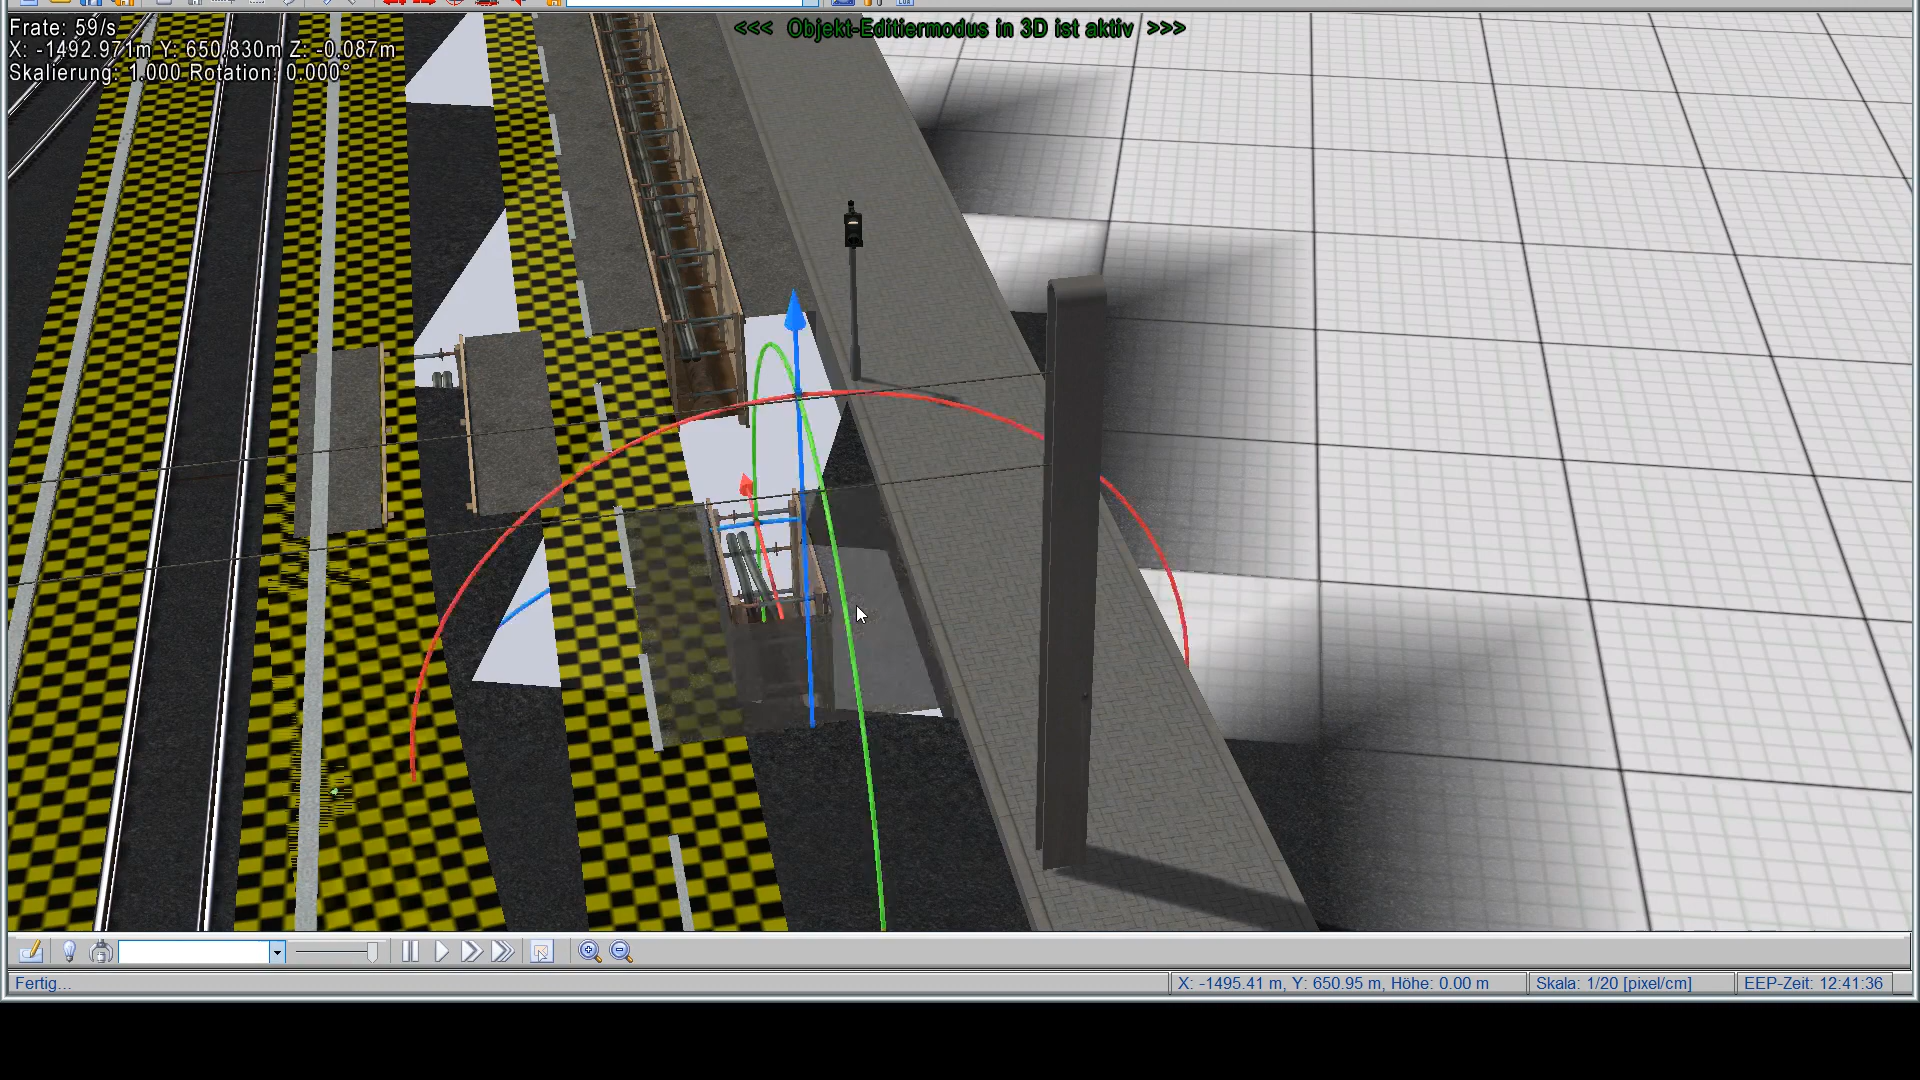 Frate: 59/s
<<< Objekt-Editiermodus in 3D ist aktiv >>>
X: -1492.971m Y: 650.830m Z: -0.087m
Skalierung: 1.000 Rotation: 0.000°
Fertig...
X: -1495.41 m, Y: 650.95 m, Höhe: 0.00 m
Skala: 1/20 [pixel/cm]
EEP-Zeit: 12:41:36